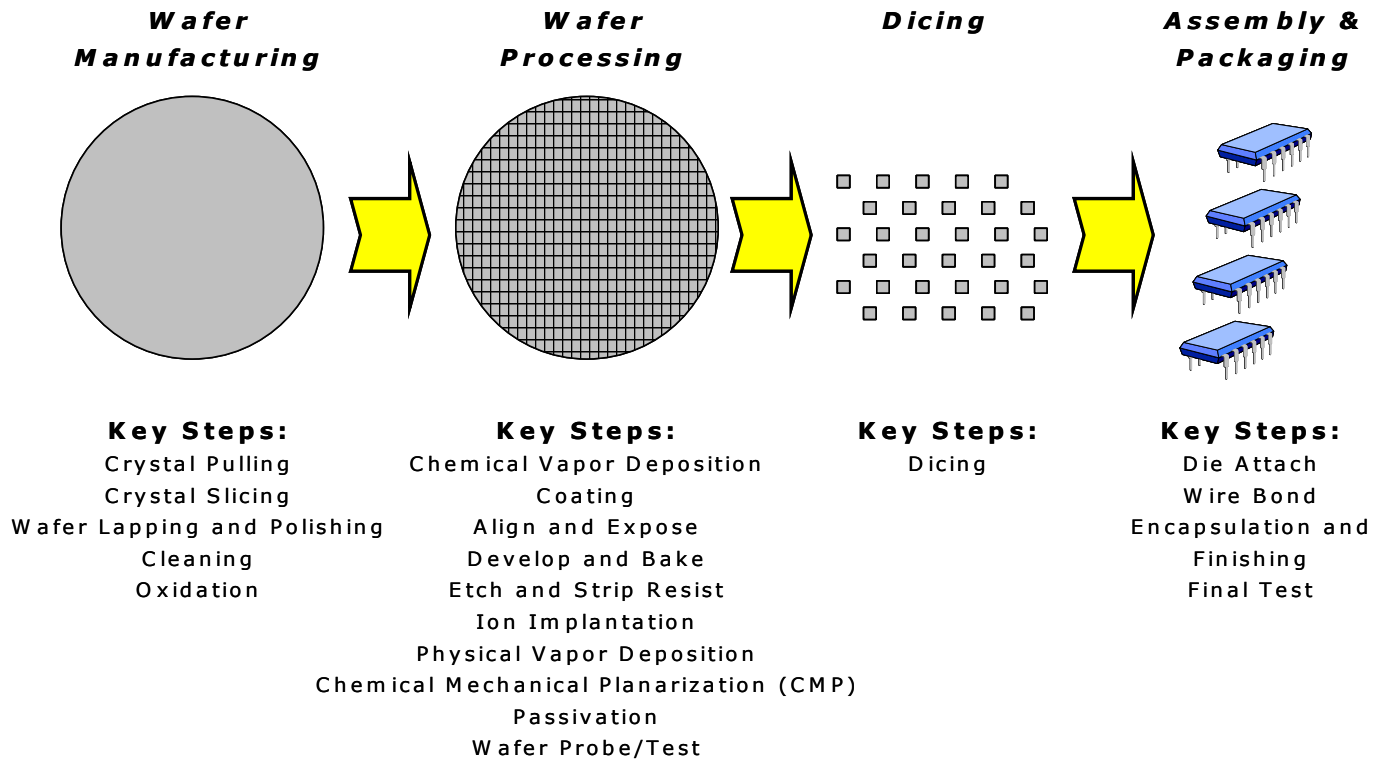 Wafer
Manufacturing
Wafer
Processing
Dicing
Assembly &
Packaging
Key Steps:
Crystal Pulling
Crystal Slicing
Wafer Lapping and Polishing
Cleaning
Oxidation
Key Steps:
Chemical Vapor Deposition
Coating
Align and Expose
Develop and Bake
Etch and Strip Resist
Ion Implantation
Physical Vapor Deposition
Chemical Mechanical Planarization (CMP)
Passivation
Wafer Probe/Test
Key Steps:
Dicing
Key Steps:
Die Attach
Wire Bond
Encapsulation and
Finishing
Final Test